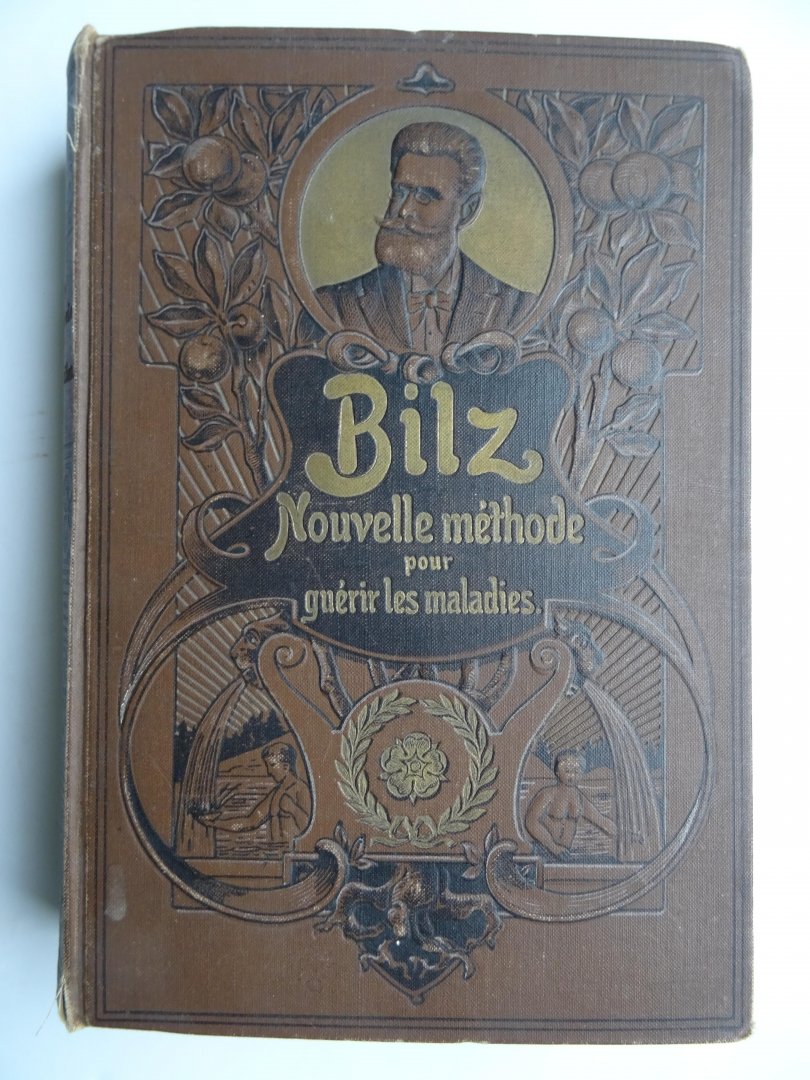 Bilz
Nouvelle méthode
pour
guérir les maladies.